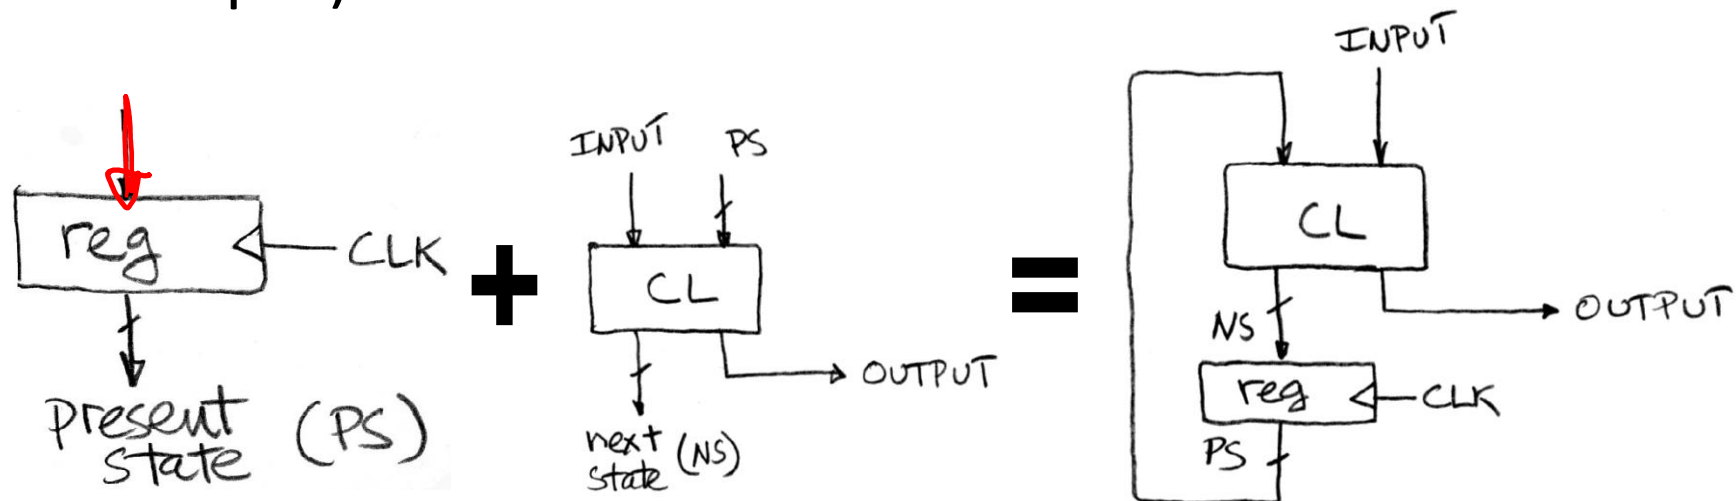 reg
CLK
present
state (PS)
+
INPUT PS
CL
OUTPUT
next
state (NS)
=
INPUT
CL
OUTPUT
NS
reg
CLK
PS